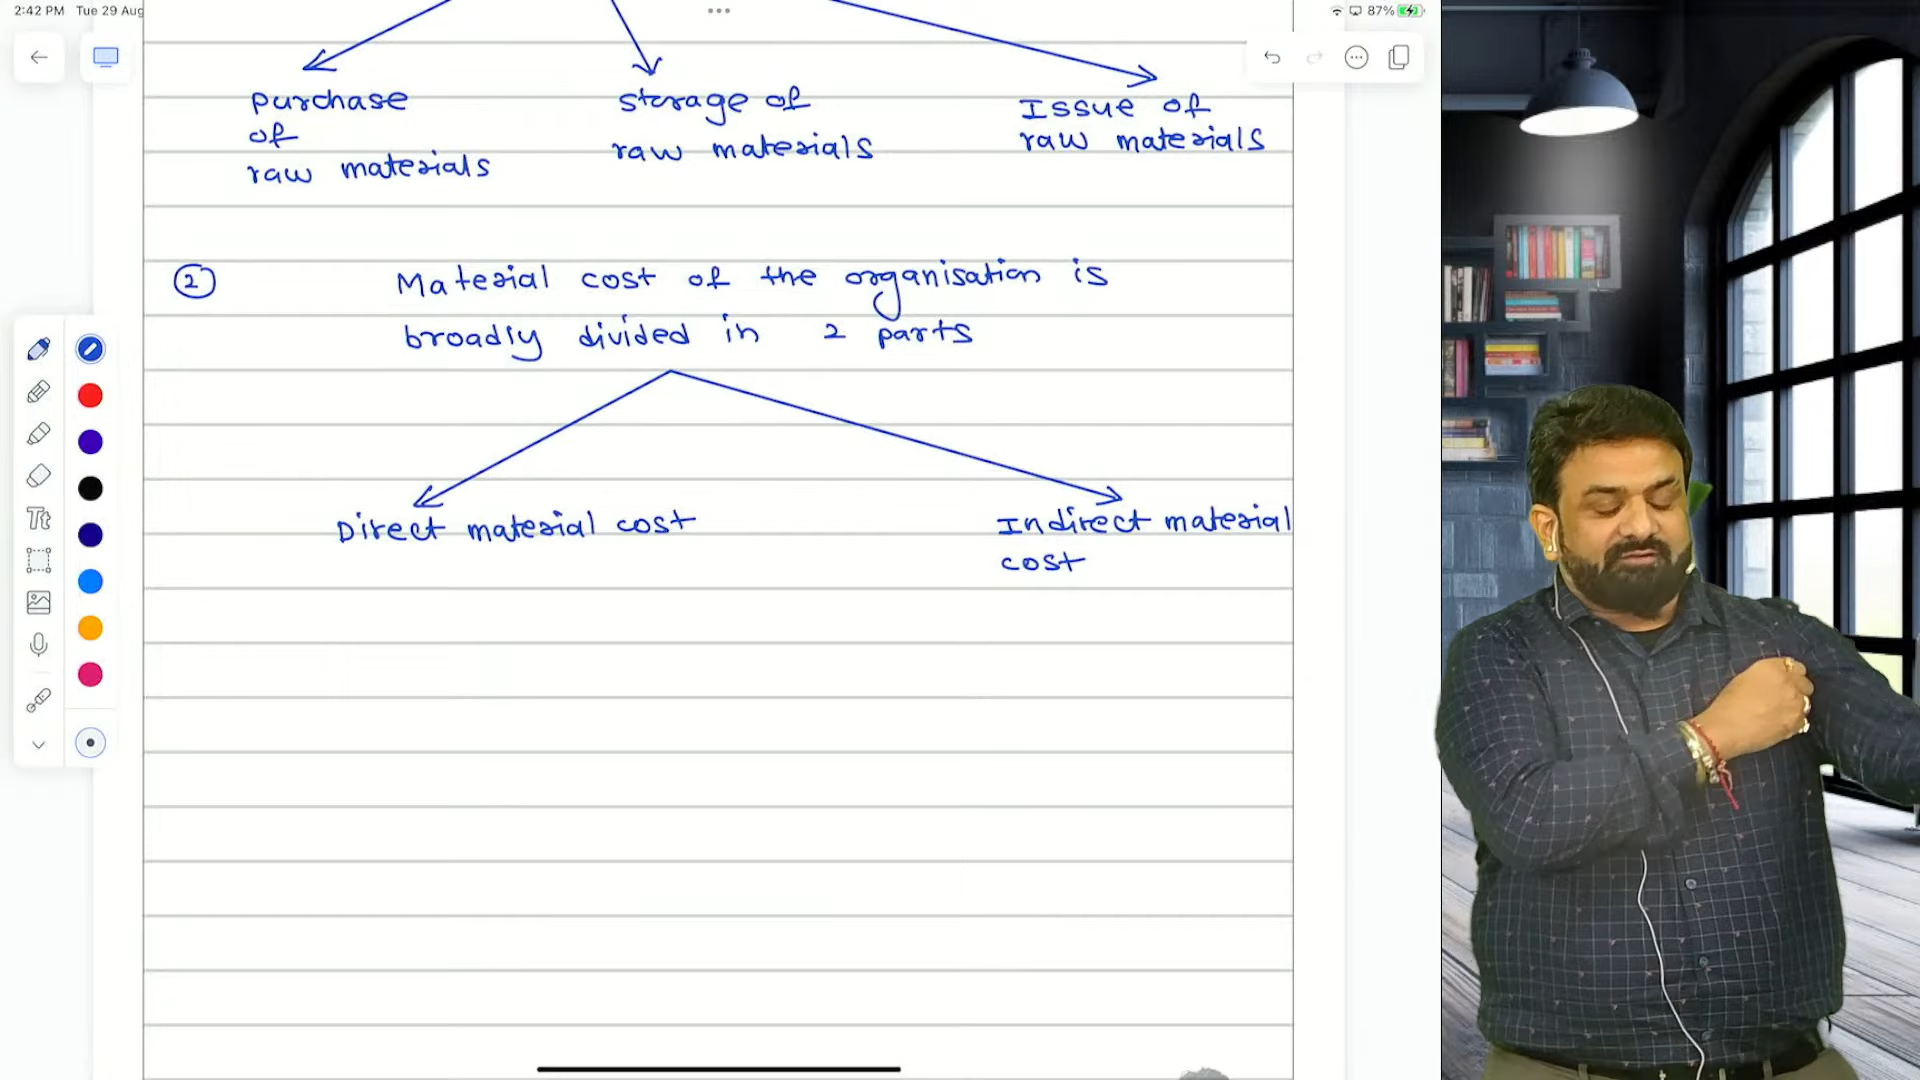 2:42 PM Tue 29 Aug
87%
purchase
of
raw materials
storage of
raw materials
Issue of
raw materials
2
Material cost of the organisation is
broadly divided in 2 parts
Direct material cost
Indirect material
cost
Tt